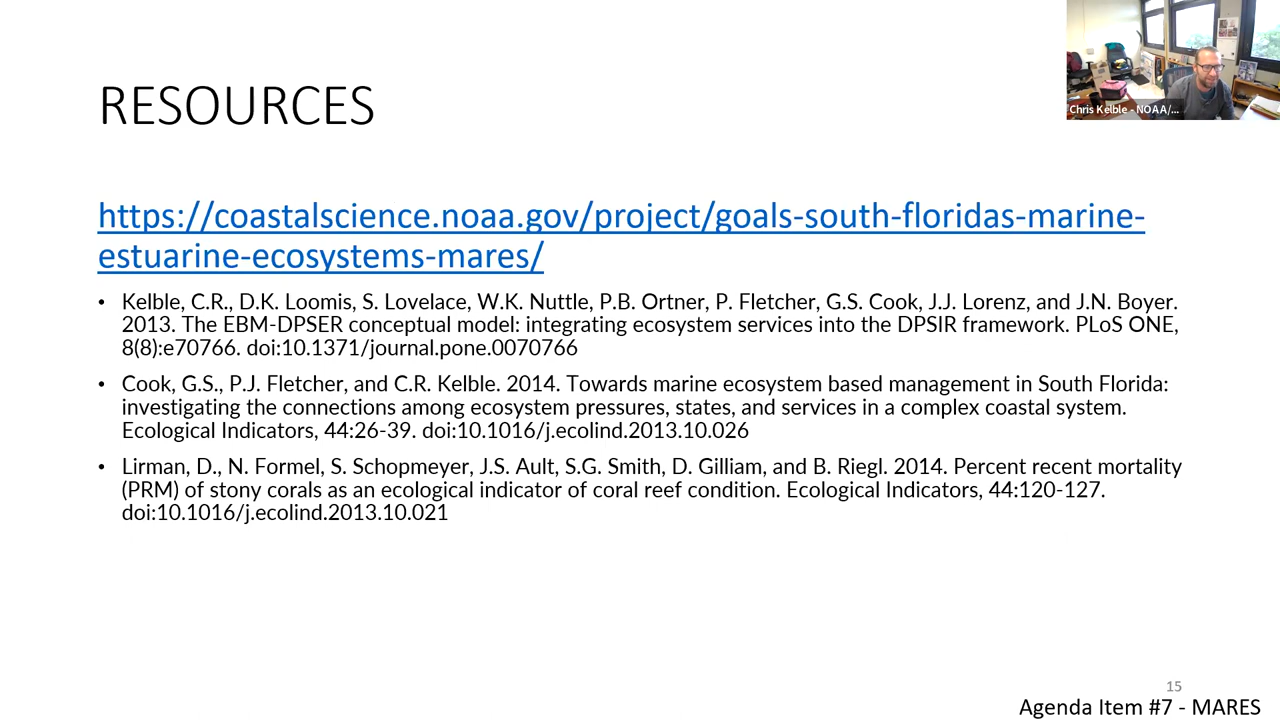 Chris Kelble - NOAA/...
RESOURCES
https://coastalscience.noaa.gov/project/goals-south-floridas-marine-
estuarine-ecosystems-mares/
• Kelble, C.R., D.K. Loomis, S. Lovelace, W.K. Nuttle, P.B. Ortner, P. Fletcher, G.S. Cook, J.J. Lorenz, and J.N. Boyer.
2013. The EBM-DPSER conceptual model: integrating ecosystem services into the DPSIR framework. PLoS ONE,
8(8):e70766. doi:10.1371/journal.pone.0070766
• Cook, G.S., P.J. Fletcher, and C.R. Kelble. 2014. Towards marine ecosystem based management in South Florida:
investigating the connections among ecosystem pressures, states, and services in a complex coastal system.
Ecological Indicators, 44:26-39. doi:10.1016/j.ecolind.2013.10.026
• Lirman, D., N. Formel, S. Schopmeyer, J.S. Ault, S.G. Smith, D. Gilliam, and B. Riegl. 2014. Percent recent mortality
(PRM) of stony corals as an ecological indicator of coral reef condition. Ecological Indicators, 44:120-127.
doi:10.1016/j.ecolind.2013.10.021
15
Agenda Item #7 - MARES